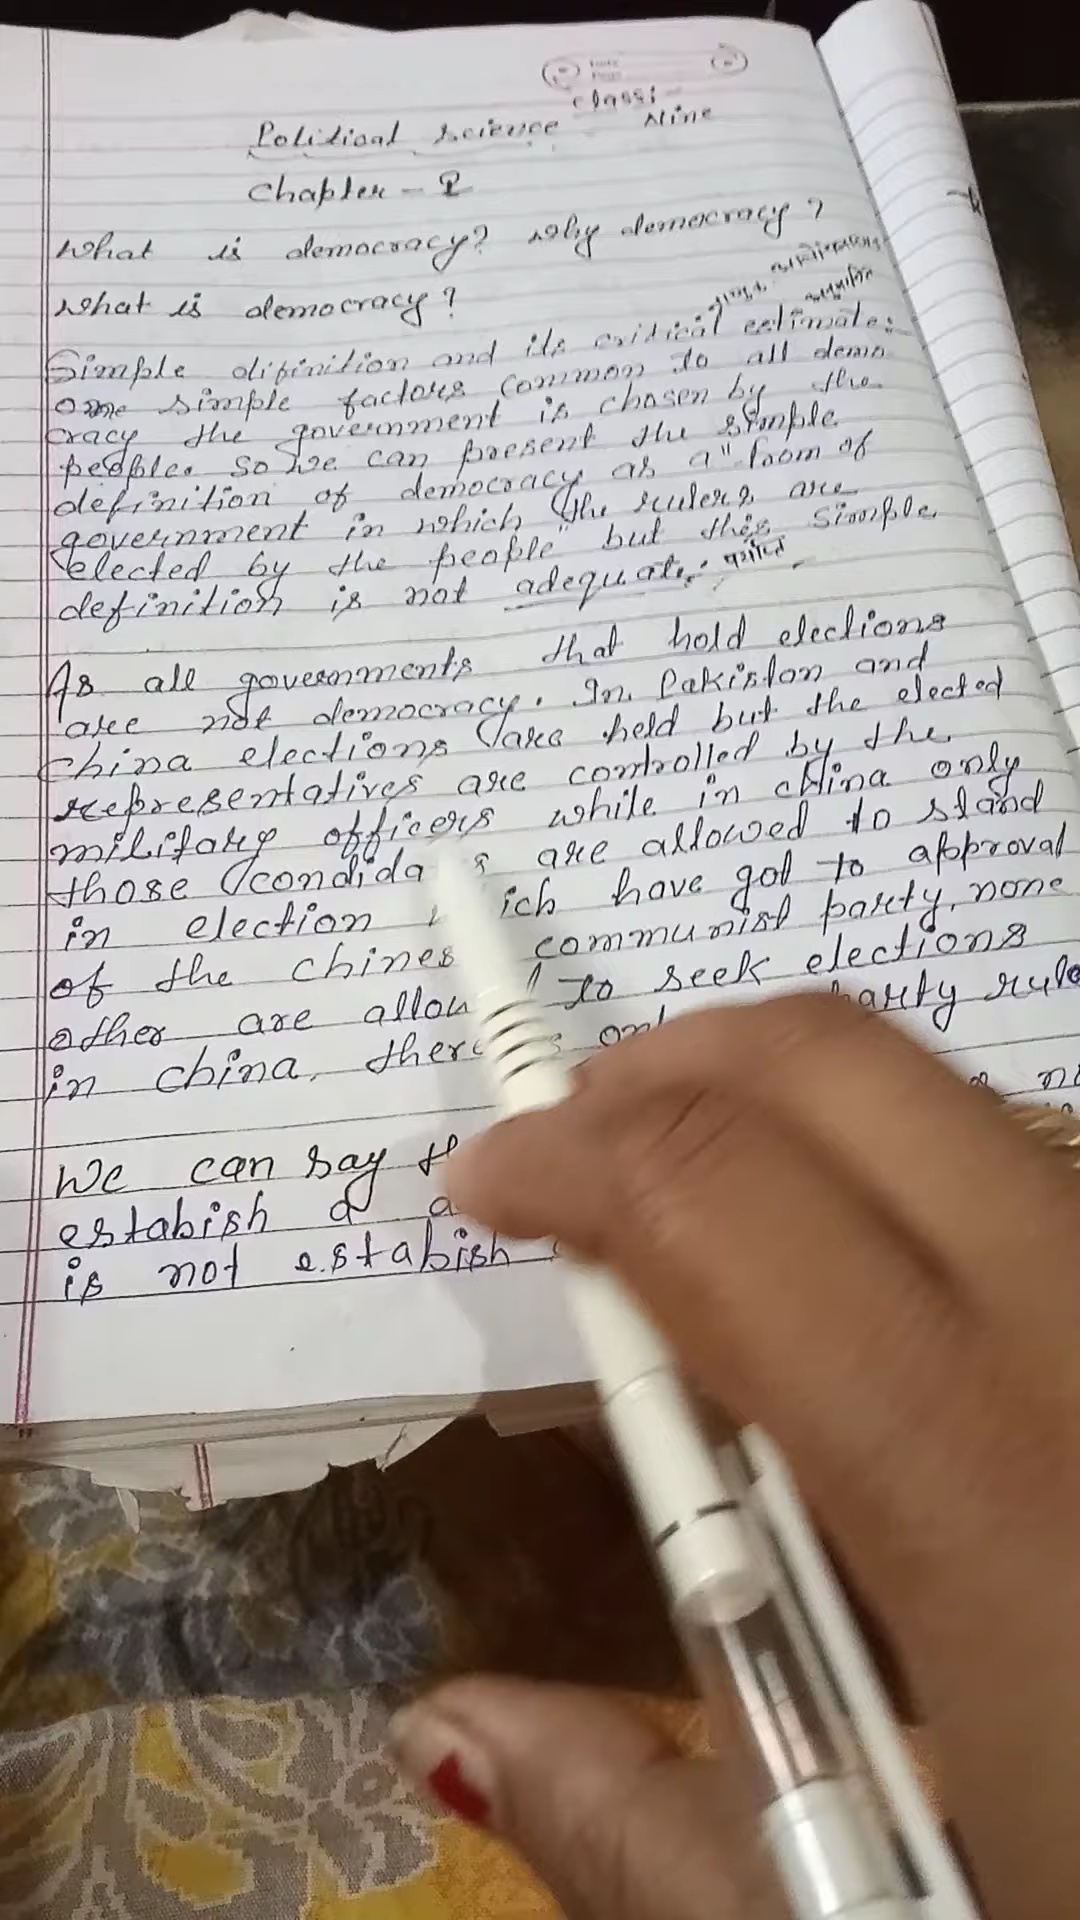 class:-
Political science Nine
Chapter - I
what is democracy? why democracy?
what is democracy?
Simple difinition and its critical estimate:
one simple factors common to all demo
cracy the government is chosen by the
people. so we can present the simple
definition of democracy as a "from of
government in which the rulers are
elected by the people" but this simple
definition is not adequate.
As all governments that hold elections
are not democracy. In Pakistan and
China elections are held but the elected
representatives are controlled by the
military officers while in china only
those condida s are allowed to stand
in election ich have got to approval
of the chines communist party, none
other are allow to seek elections
in china, there party rule
We can say
estabish a
is not estabish